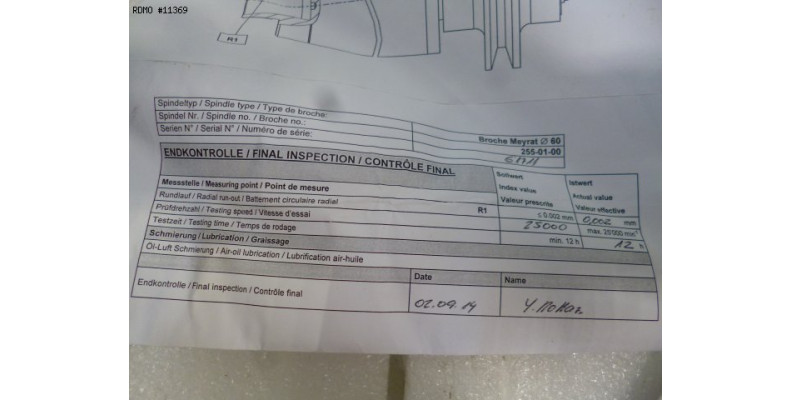 RDMO #11369
R1
Spindeltyp / Spindle type / Type de broche:
Broche Meyrat Ø 60
Spindel Nr. / Spindle no. / Broche no.:
255-01-00
Serien N° / Serial N° / Numéro de série:
ENDKONTROLLE / FINAL INSPECTION / CONTRÔLE FINAL
Sollwert Istwert
Index value Actual value
Messstelle / Measuring point / Point de mesure Valeur prescrite Valeur effective
Rundlauf / Radial run-out / Battement circulaire radial R1 ≤ 0.002 mm 0,002 mm
Prüfdrehzahl / Testing speed / Vitesse d'essai 25000 max. 20'000 min⁻¹
Testzeit / Testing time / Temps de rodage min. 12 h 12 h
Schmierung / Lubrication / Graissage
Öl-Luft Schmierung / Air-oil lubrication / Lubrification air-huile
Date Name
Endkontrolle / Final inspection / Contrôle final 02.09.14